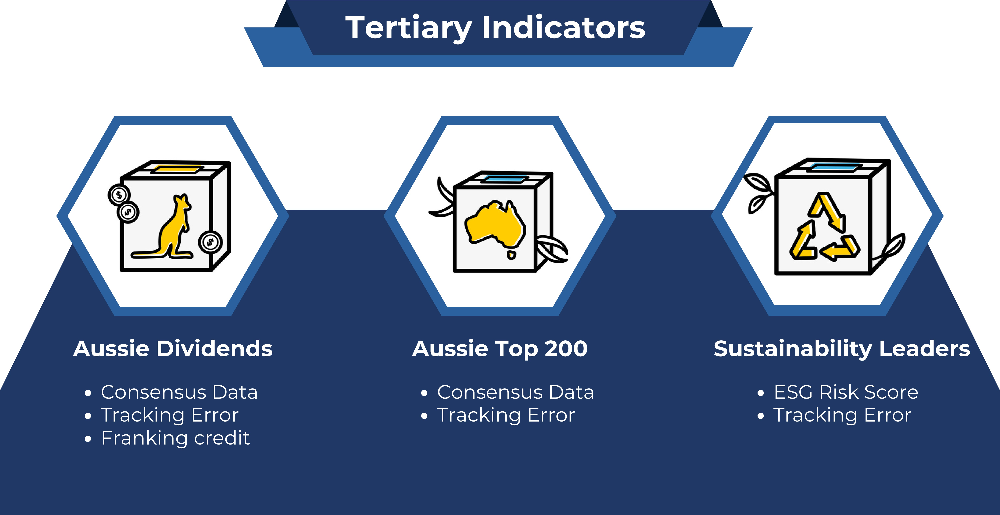 Tertiary Indicators
$
$
$
Aussie Dividends
• Consensus Data
• Tracking Error
• Franking credit
Aussie Top 200
• Consensus Data
• Tracking Error
Sustainability Leaders
• ESG Risk Score
• Tracking Error